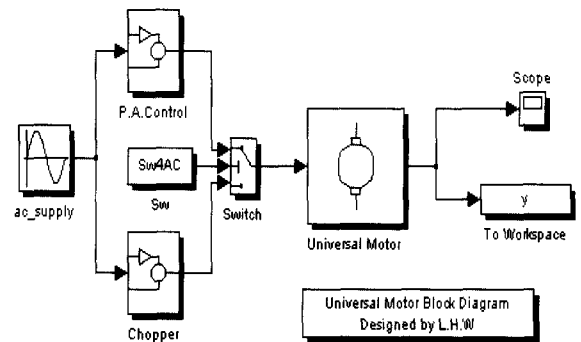 Scope
P.A.Control
Sw4AC
y
ac_supply
Sw
Switch
Universal Motor
To Workspace
Chopper
Universal Motor Block Diagram
Designed by L.H.W